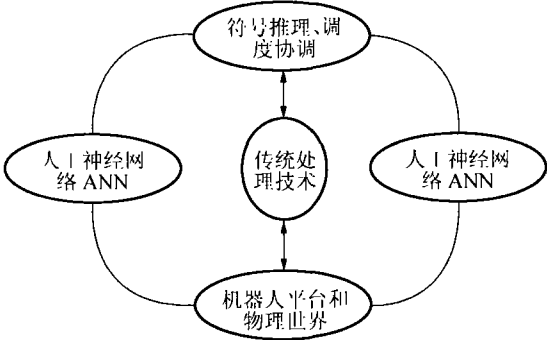 符号推理、调
度协调
人工神经网
络 ANN
传统处
理技术
人工神经网
络 ANN
机器人平台和
物理世界